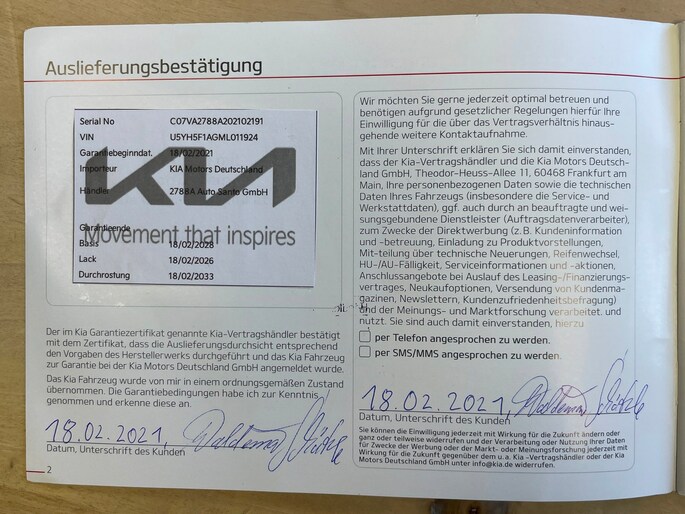 Auslieferungsbestätigung
Serial No C07VA2788A202102191
VIN U5YH5F1AGML011924
Garantiebeginndat. 18/02/2021
Importeur KIA Motors Deutschland
Händler 2788A Auto Santo GmbH
KIA
Garantieende
Movement that inspires
Basis 18/02/2028
Lack 18/02/2026
Durchrostung 18/02/2033
Der im Kia Garantiezertifikat genannte Kia-Vertragshändler bestätigt
mit dem Zertifikat, dass die Auslieferungsdurchsicht entsprechend
den Vorgaben des Herstellerwerks durchgeführt und das Kia Fahrzeug
zur Garantie bei der Kia Motors Deutschland GmbH angemeldet wurde.
Das Kia Fahrzeug wurde von mir in einem ordnungsgemäßen Zustand
übernommen. Die Garantiebedingungen habe ich zur Kenntnis
genommen und erkenne diese an.
18.02.2021, Waldemar
Datum, Unterschrift des Kunden
2
Wir möchten Sie gerne jederzeit optimal betreuen und
benötigen aufgrund gesetzlicher Regelungen hierfür Ihre
Einwilligung für die über das Vertragsverhältnis hinaus-
gehende weitere Kontaktaufnahme.
Mit Ihrer Unterschrift erklären Sie sich damit einverstanden,
dass der Kia-Vertragshändler und die Kia Motors Deutsch-
land GmbH, Theodor-Heuss-Allee 11, 60468 Frankfurt am
Main, Ihre personenbezogenen Daten sowie die technischen
Daten Ihres Fahrzeugs (insbesondere die Service- und
Werkstattdaten), ggf. auch durch an beauftragte und wei-
sungsgebundene Dienstleister (Auftragsdatenverarbeiter),
zum Zwecke der Direktwerbung (z. B. Kundeninformation
und -betreuung, Einladung zu Produktvorstellungen,
Mit-teilung über technische Neuerungen, Reifenwechsel,
HU-/AU-Fälligkeit, Serviceinformationen und -aktionen,
Anschlussangebote bei Auslauf des Leasing-/Finanzierungs-
vertrages, Neukaufoptionen, Versendung von Kundenma-
gazinen, Newslettern, Kundenzufriedenheitsbefragung)
und der Meinungs- und Marktforschung verarbeitet. und
nutzt. Sie sind auch damit einverstanden, hierzu
per Telefon angesprochen zu werden.
per SMS/MMS angesprochen zu werden.
18.02.2021, Waldemar
Datum, Unterschrift des Kunden
Sie können die Einwilligung jederzeit mit Wirkung für die Zukunft ändern oder
ganz oder teilweise widerrufen und der Verarbeitung oder Nutzung Ihrer Daten
für Zwecke der Werbung oder der Markt- oder Meinungsforschung jederzeit mit
Wirkung für die Zukunft gegenüber dem u.a. Kia -Vertragshändler oder der Kia
Motors Deutschland GmbH unter info@kia.de widerrufen.